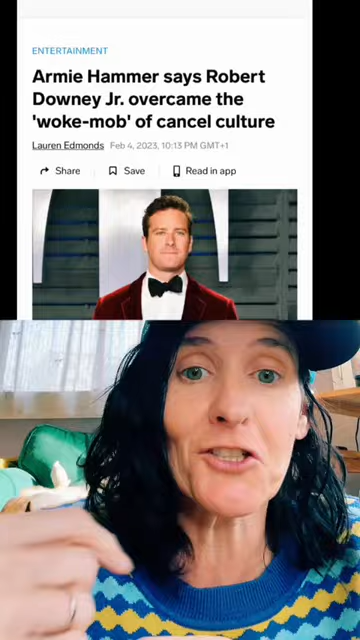 ENTERTAINMENT
Armie Hammer says Robert
Downey Jr. overcame the
'woke-mob' of cancel culture
Lauren Edmonds Feb 4, 2023, 10:13 PM GMT+1
Share Save Read in app